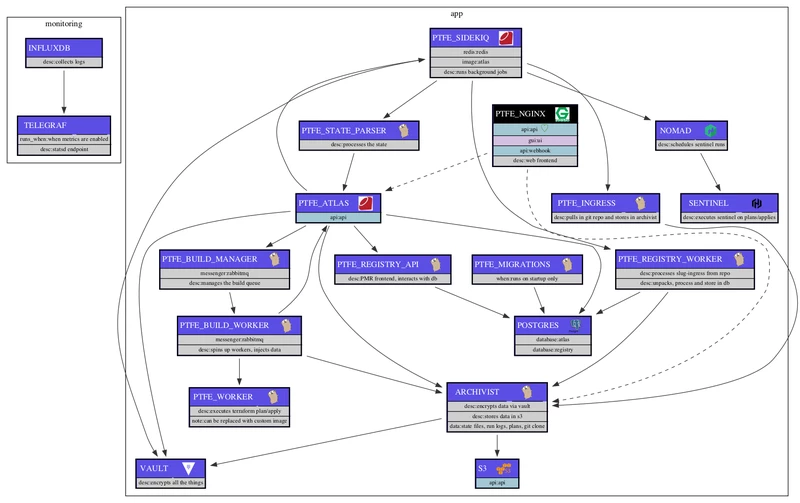 monitoring
INFLUXDB
desc:collects logs
TELEGRAF
runs_when:when metrics are enabled
desc:statsd endpoint
app
PTFE_SIDEKIQ
redis:redis
image:atlas
desc:runs background jobs
PTFE_NGINX
api:api
gui:ui
api:webhook
desc:web frontend
PTFE_STATE_PARSER
desc:processes the state
NOMAD
desc:schedules sentinel runs
PTFE_ATLAS
api:api
PTFE_INGRESS
desc:pulls in git repo and stores in archivist
SENTINEL
desc:executes sentinel on plans/applies
PTFE_BUILD_MANAGER
messenger:rabbitmq
desc:manages the build queue
PTFE_REGISTRY_API
desc:PMR frontend, interacts with db
PTFE_MIGRATIONS
when:runs on startup only
PTFE_REGISTRY_WORKER
desc:processes slug-ingress from repo
desc:unpacks, process and store in db
PTFE_BUILD_WORKER
messenger:rabbitmq
desc:spins up workers, injects data
POSTGRES
database:atlas
database:registry
PTFE_WORKER
desc:executes terraform plan/apply
note:can be replaced with custom image
ARCHIVIST
desc:encrypts data via vault
desc:stores data in s3
data:state files, run logs, plans, git clone
VAULT
desc:encrypts all the things
S3
api:api